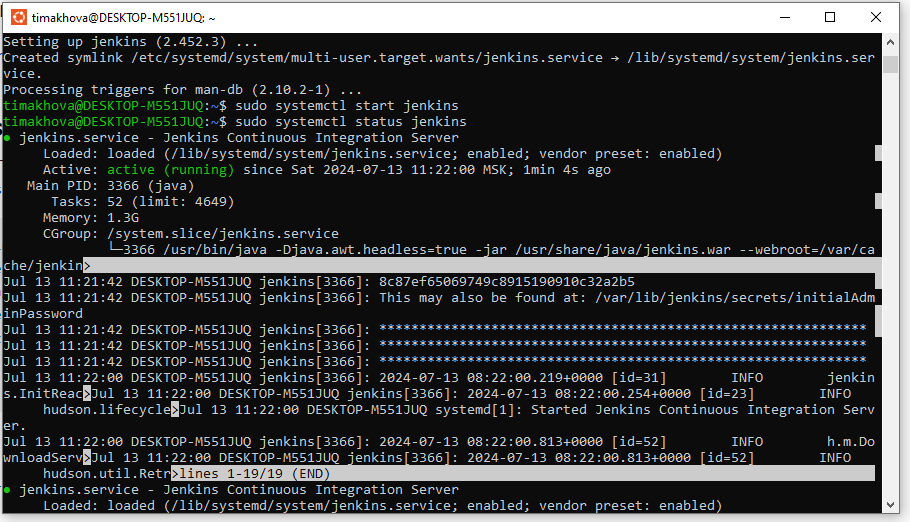 timakhova@DESKTOP-M551JUQ: ~
Setting up jenkins (2.452.3) ...
Created symlink /etc/systemd/system/multi-user.target.wants/jenkins.service → /lib/systemd/system/jenkins.ser
vice.
Processing triggers for man-db (2.10.2-1) ...
timakhova@DESKTOP-M551JUQ:~$ sudo systemctl start jenkins
timakhova@DESKTOP-M551JUQ:~$ sudo systemctl status jenkins
● jenkins.service - Jenkins Continuous Integration Server
     Loaded: loaded (/lib/systemd/system/jenkins.service; enabled; vendor preset: enabled)
     Active: active (running) since Sat 2024-07-13 11:22:00 MSK; 1min 4s ago
   Main PID: 3366 (java)
      Tasks: 52 (limit: 4649)
     Memory: 1.3G
     CGroup: /system.slice/jenkins.service
             └─3366 /usr/bin/java -Djava.awt.headless=true -jar /usr/share/java/jenkins.war --webroot=/var/ca
che/jenkin>
Jul 13 11:21:42 DESKTOP-M551JUQ jenkins[3366]: 8c87ef65069749c8915190910c32a2b5
Jul 13 11:21:42 DESKTOP-M551JUQ jenkins[3366]: This may also be found at: /var/lib/jenkins/secrets/initialAdm
inPassword
Jul 13 11:21:42 DESKTOP-M551JUQ jenkins[3366]: *************************************************************
Jul 13 11:21:42 DESKTOP-M551JUQ jenkins[3366]: *************************************************************
Jul 13 11:21:42 DESKTOP-M551JUQ jenkins[3366]: *************************************************************
Jul 13 11:22:00 DESKTOP-M551JUQ jenkins[3366]: 2024-07-13 08:22:00.219+0000 [id=31]        INFO        jenkin
s.InitReac>Jul 13 11:22:00 DESKTOP-M551JUQ jenkins[3366]: 2024-07-13 08:22:00.254+0000 [id=23]        INFO
     hudson.lifecycle>Jul 13 11:22:00 DESKTOP-M551JUQ systemd[1]: Started Jenkins Continuous Integration Serv
er.
Jul 13 11:22:00 DESKTOP-M551JUQ jenkins[3366]: 2024-07-13 08:22:00.813+0000 [id=52]        INFO        h.m.Do
wnloadServ>Jul 13 11:22:00 DESKTOP-M551JUQ jenkins[3366]: 2024-07-13 08:22:00.813+0000 [id=52]        INFO
     hudson.util.Retr>lines 1-19/19 (END)
● jenkins.service - Jenkins Continuous Integration Server
     Loaded: loaded (/lib/systemd/system/jenkins.service; enabled; vendor preset: enabled)